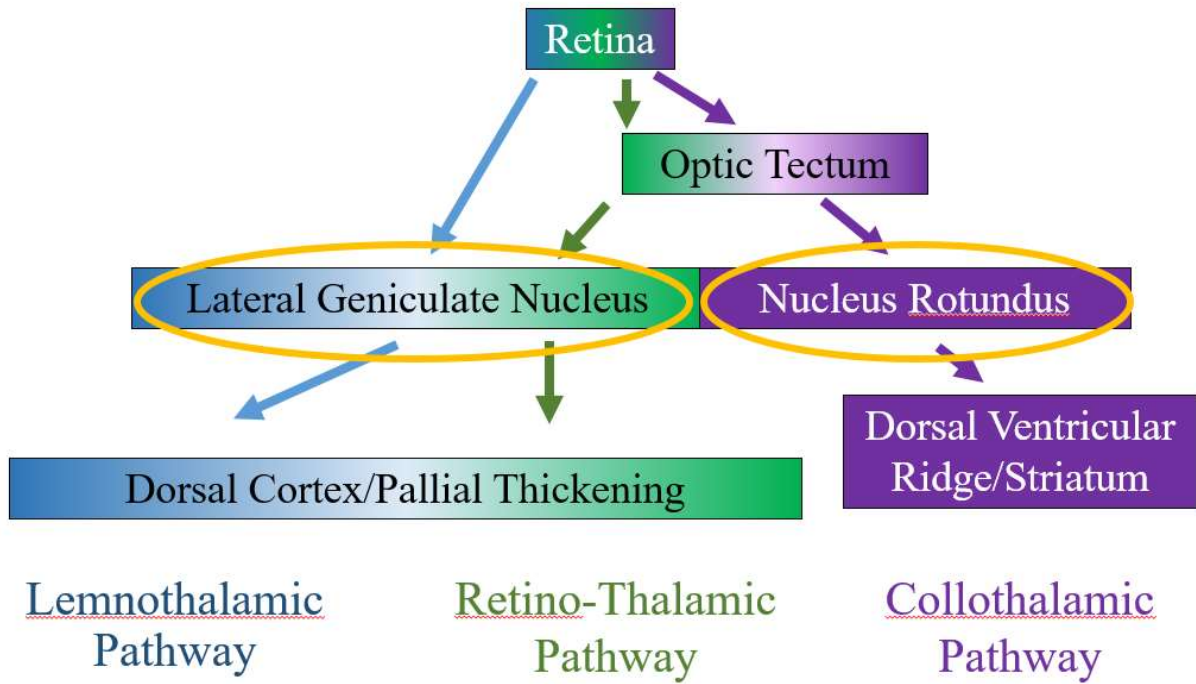 Retina
Optic Tectum
Lateral Geniculate Nucleus
Nucleus Rotundus
Dorsal Ventricular
Ridge/Striatum
Dorsal Cortex/Pallial Thickening
Lemnothalamic
Pathway
Retino-Thalamic
Pathway
Collothalamic
Pathway